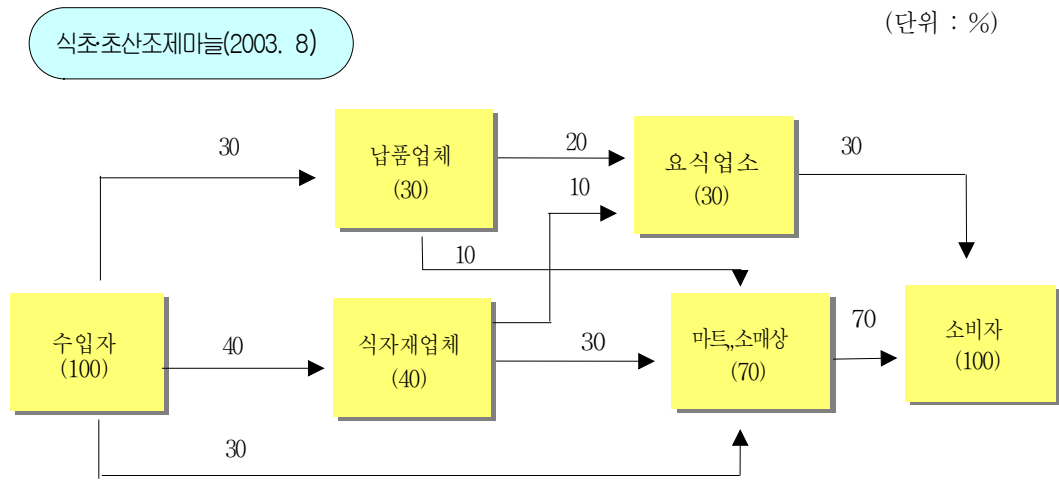 식초·초산조제마늘(2003. 8)
(단위 : %)
30
납품업체
(30)
20
10
요식업소
(30)
30
10
수입자
(100)
40
식자재업체
(40)
30
마트,,소매상
(70)
70
소비자
(100)
30